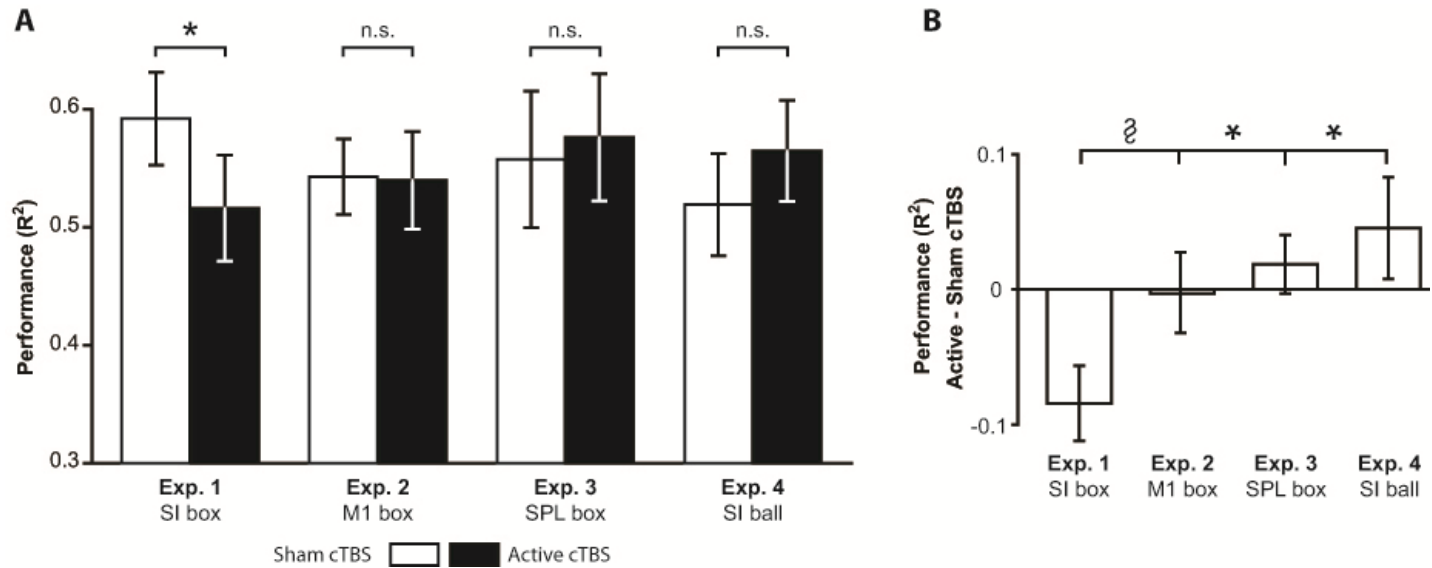 A
B
* n.s. n.s. n.s.
Performance (R²)
0.6
0.5
0.4
0.3
Exp. 1 Exp. 2 Exp. 3 Exp. 4
SI box M1 box SPL box SI ball
Sham cTBS Active cTBS
§ * *
Performance (R²)
Active - Sham cTBS
0.1
0
-0.1
Exp. 1 Exp. 2 Exp. 3 Exp. 4
SI box M1 box SPL box SI ball